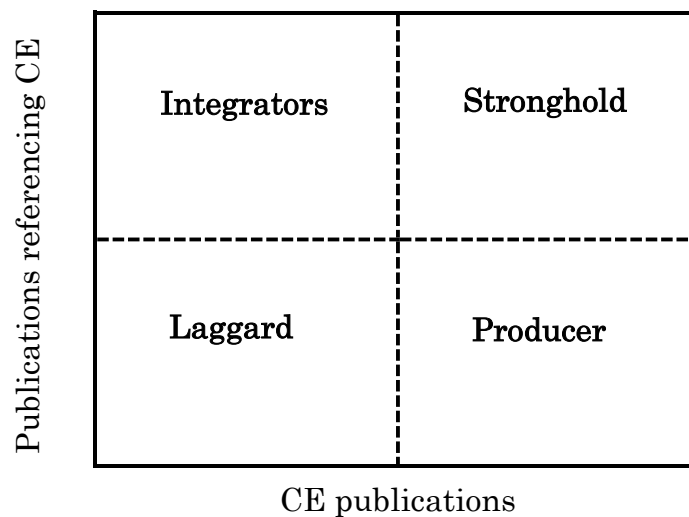 Publications referencing CE
Integrators
Stronghold
Laggard
Producer
CE publications